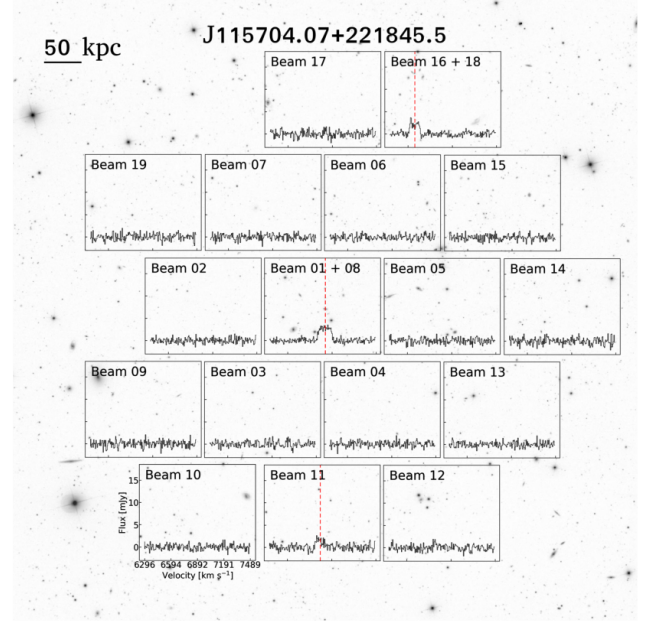 J115704.07+221845.5
50 kpc
Beam 17
Beam 16 + 18
Beam 19
Beam 07
Beam 06
Beam 15
Beam 02
Beam 01 + 08
Beam 05
Beam 14
Beam 09
Beam 03
Beam 04
Beam 13
Beam 10
Beam 11
Beam 12
15
10
5
0
Flux [mJy]
6296 6594 6892 7191 7489
Velocity [km s⁻¹]